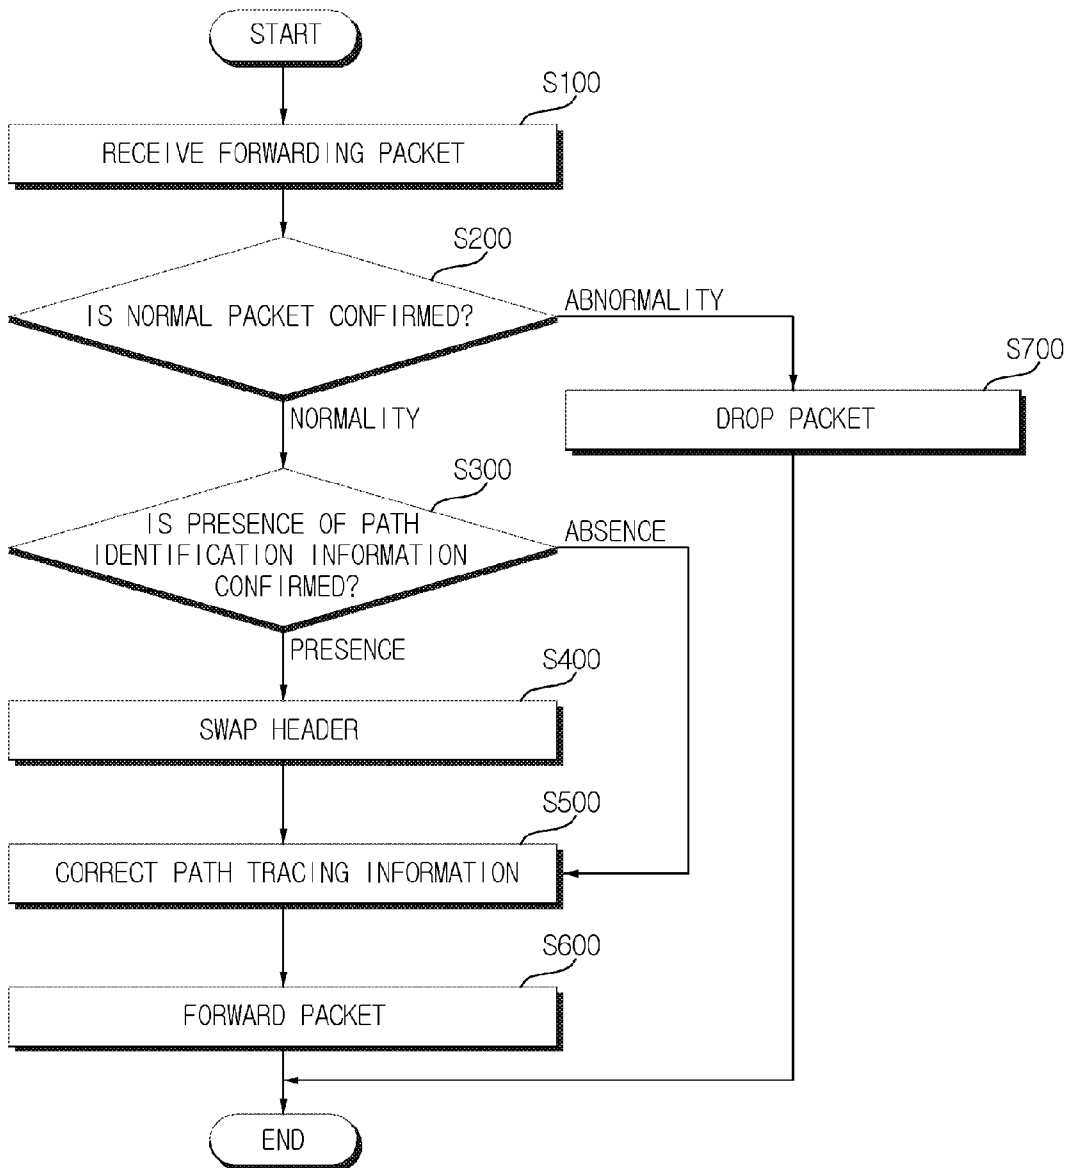 START
S100
RECEIVE FORWARDING PACKET
S200
IS NORMAL PACKET CONFIRMED?
ABNORMALITY
S700
NORMALITY
DROP PACKET
S300
IS PRESENCE OF PATH
IDENTIFICATION INFORMATION
CONFIRMED?
ABSENCE
PRESENCE
S400
SWAP HEADER
S500
CORRECT PATH TRACING INFORMATION
S600
FORWARD PACKET
END